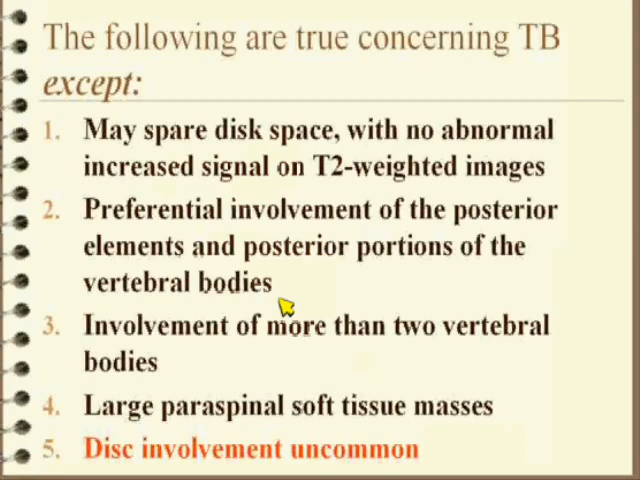 The following are true concerning TB
except:
1. May spare disk space, with no abnormal
increased signal on T2-weighted images
2. Preferential involvement of the posterior
elements and posterior portions of the
vertebral bodies
3. Involvement of more than two vertebral
bodies
4. Large paraspinal soft tissue masses
5. Disc involvement uncommon